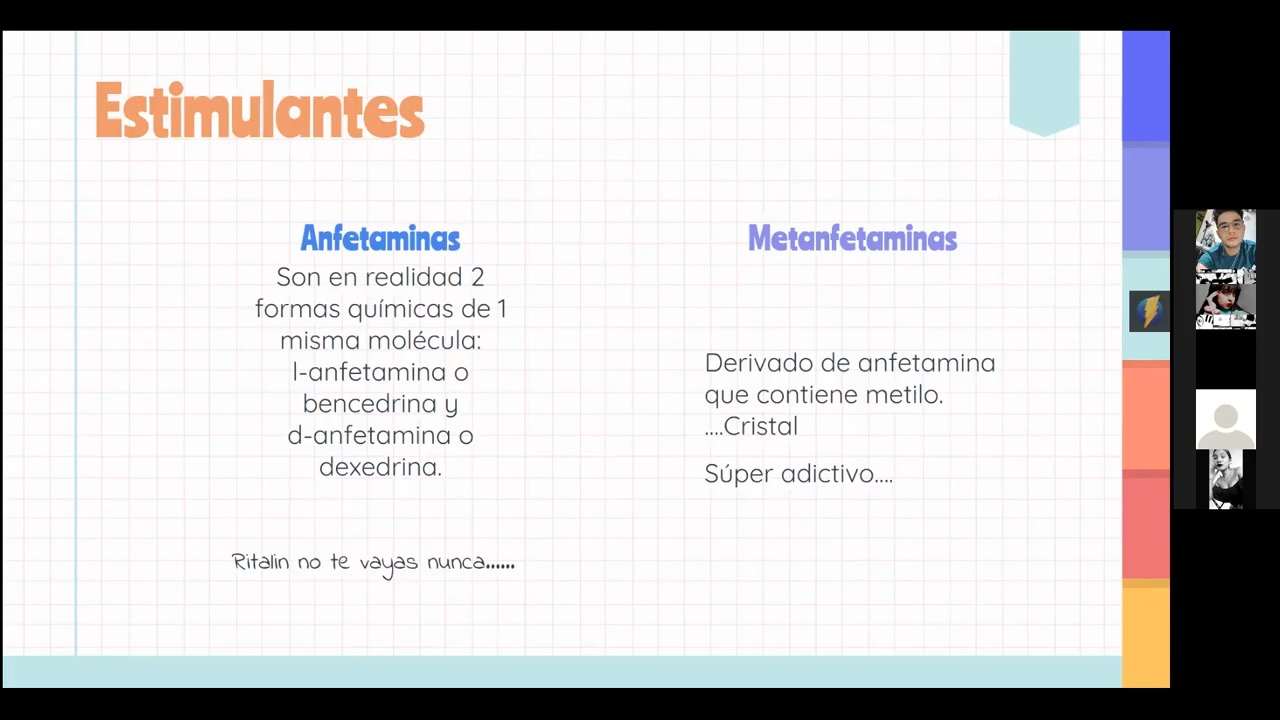 Estimulantes
Anfetaminas
Son en realidad 2
formas químicas de 1
misma molécula:
l-anfetamina o
bencedrina y
d-anfetamina o
dexedrina.
Ritalin no te vayas nunca......
Metanfetaminas
Derivado de anfetamina
que contiene metilo.
....Cristal
Súper adictivo....